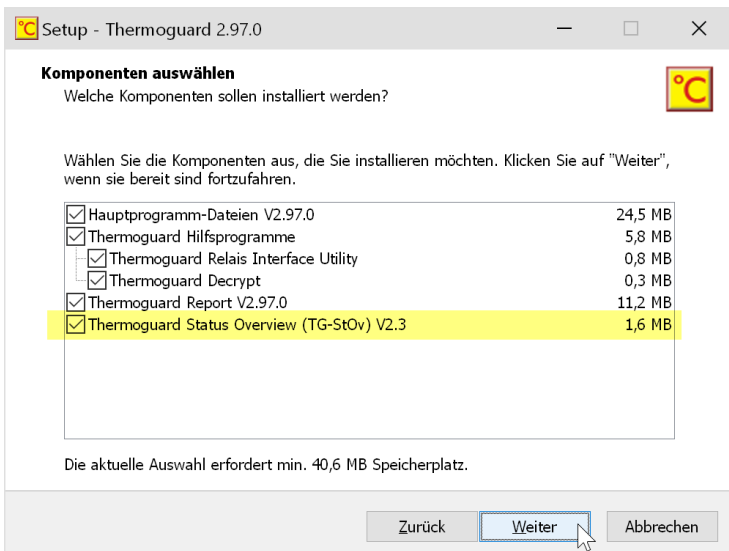 °C Setup - Thermoguard 2.97.0
Komponenten auswählen
Welche Komponenten sollen installiert werden?
°C
Wählen Sie die Komponenten aus, die Sie installieren möchten. Klicken Sie auf "Weiter",
wenn sie bereit sind fortzufahren.
Hauptprogramm-Dateien V2.97.0 24,5 MB
Thermoguard Hilfsprogramme 5,8 MB
Thermoguard Relais Interface Utility 0,8 MB
Thermoguard Decrypt 0,3 MB
Thermoguard Report V2.97.0 11,2 MB
Thermoguard Status Overview (TG-StOv) V2.3 1,6 MB
Die aktuelle Auswahl erfordert min. 40,6 MB Speicherplatz.
Zurück Weiter Abbrechen